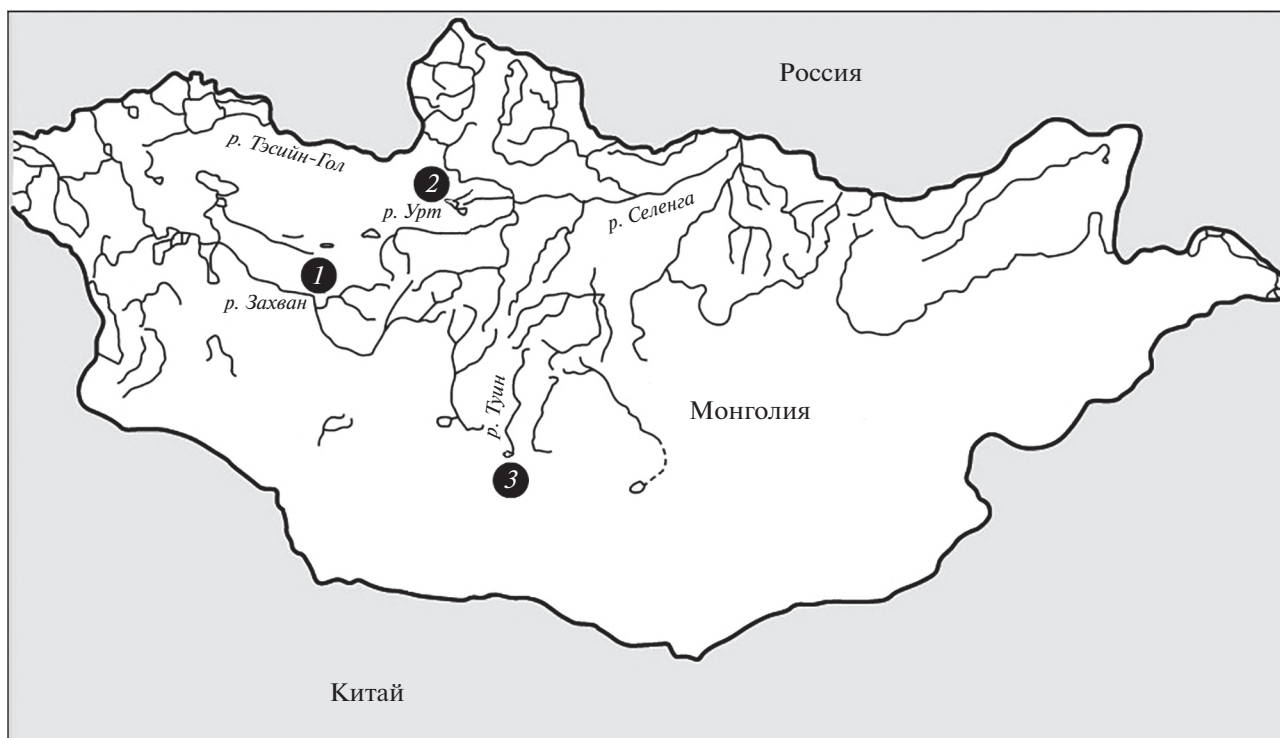 Россия
р. Тэсийн-Гол
2
р. Урт
р. Селенга
1
р. Захван
р. Туин
Монголия
3
Китай